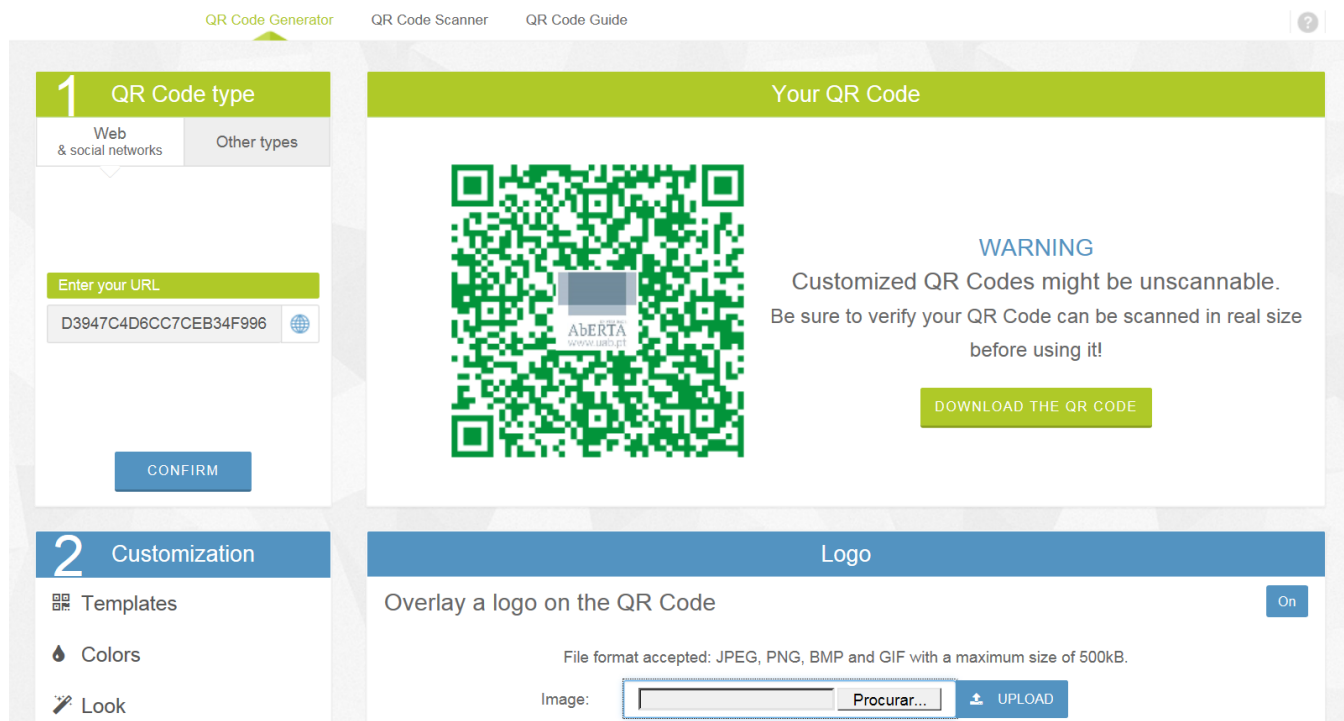 QR Code Generator
QR Code Scanner
QR Code Guide
?
1 QR Code type
Web
& social networks
Other types
Enter your URL
D3947C4D6CC7CEB34F996
CONFIRM
Your QR Code
AbERTA
www.uab.pt
WARNING
Customized QR Codes might be unscannable.
Be sure to verify your QR Code can be scanned in real size
before using it!
DOWNLOAD THE QR CODE
2 Customization
Templates
Colors
Look
Logo
Overlay a logo on the QR Code
On
File format accepted: JPEG, PNG, BMP and GIF with a maximum size of 500kB.
Image:
Procurar...
UPLOAD